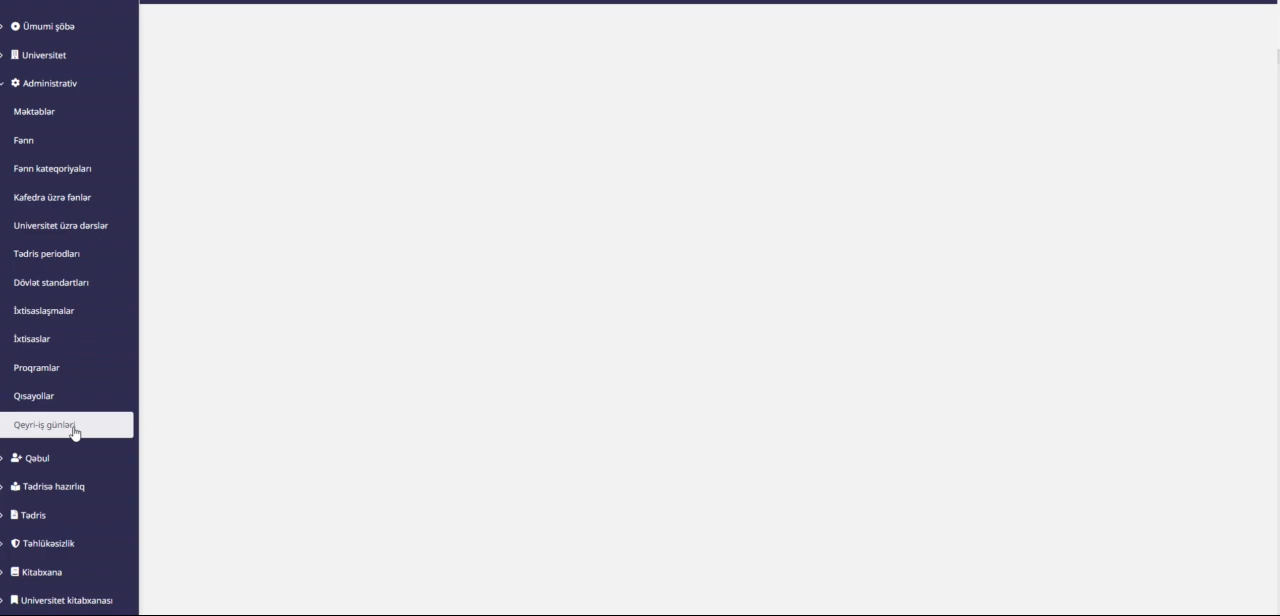 Ümumi şöbə
Universitet
Administrativ
Məktəblər
Fənn
Fənn kateqoriyaları
Kafedra üzrə fənlər
Universitet üzrə dərslər
Tədris periodları
Dövlət standartları
İxtisaslaşmalar
İxtisaslar
Proqramlar
Qısayollar
Qeyri-iş günləri
Qəbul
Tədrisə hazırlıq
Tədris
Təhlükəsizlik
Kitabxana
Universitet kitabxanası